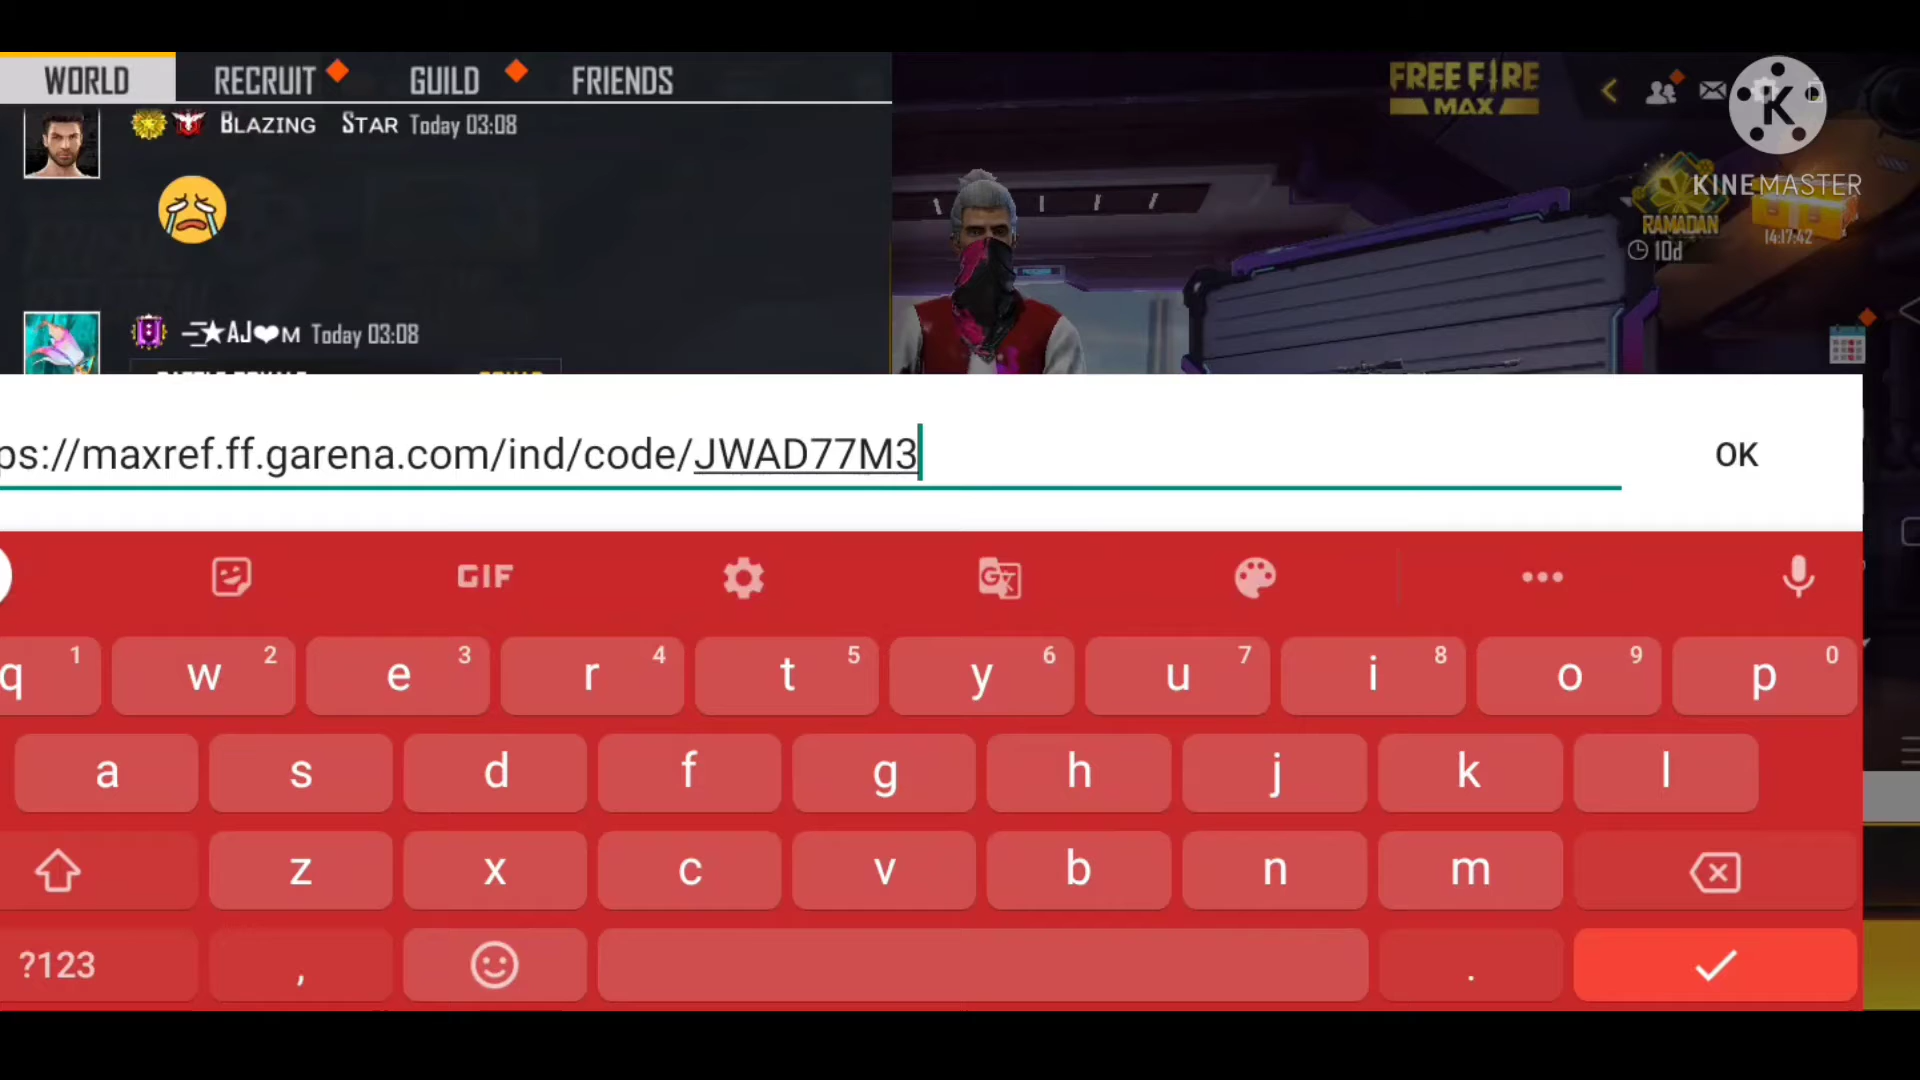 WORLD RECRUIT GUILD FRIENDS
FREE FIRE
MAX
K
KINEMASTER
BLAZING STAR Today 03:08
RAMADAN
14:17:42
10d
AJ❤M Today 03:08
ps://maxref.ff.garena.com/ind/code/JWAD77M3
OK
GIF
q 1 w 2 e 3 r 4 t 5 y 6 u 7 i 8 o 9 p 0
a s d f g h j k l
z x c v b n m
?123 , .